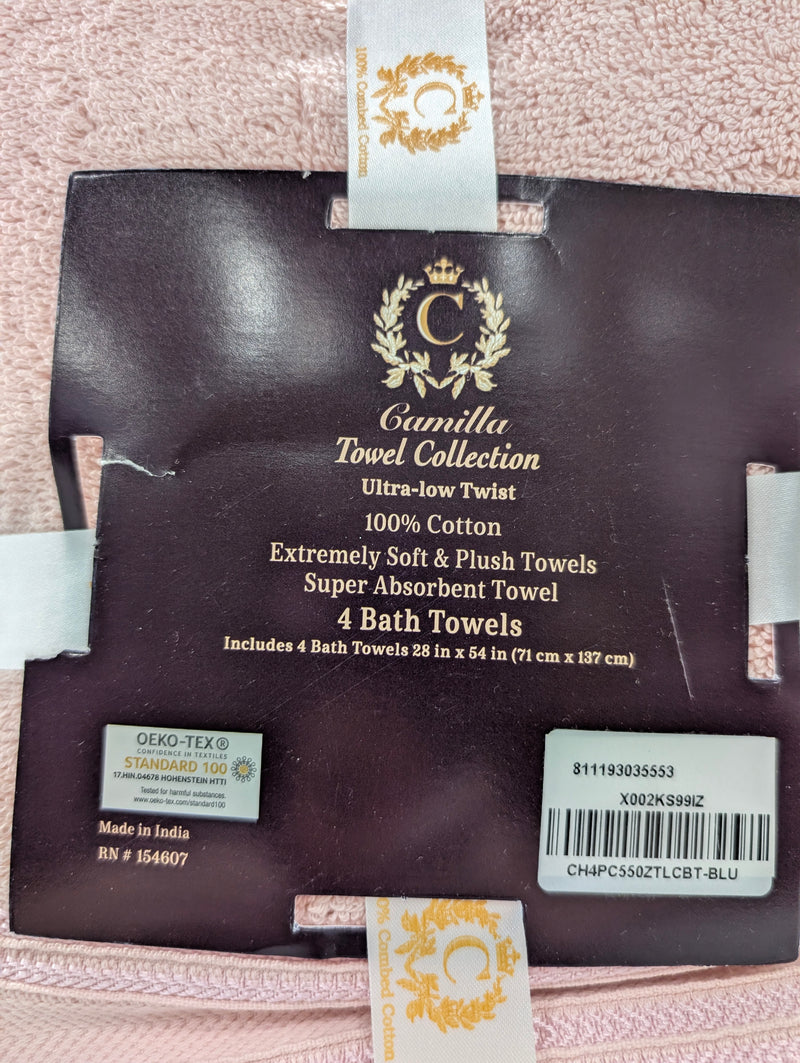 100% Combed Cotton
C
C
Camilla
Towel Collection
Ultra-low Twist
100% Cotton
Extremely Soft & Plush Towels
Super Absorbent Towel
4 Bath Towels
Includes 4 Bath Towels 28 in x 54 in (71 cm x 137 cm)
OEKO-TEX®
CONFIDENCE IN TEXTILES
STANDARD 100
17.HIN.04678 HOHENSTEIN HTTI
Tested for harmful substances.
www.oeko-tex.com/standard100
Made in India
RN # 154607
811193035553
X002KS99IZ
CH4PC550ZTLCBT-BLU
0% Combed Cotton
C